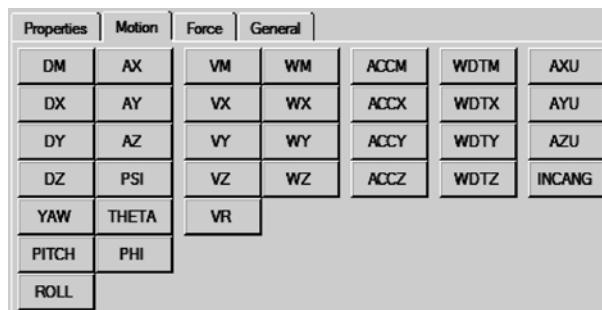 Properties Motion Force General
DM AX VM WM ACCM WDTM AXU
DX AY VX WX ACCX WDTX AYU
DY AZ VY WY ACCY WDTY AZU
DZ PSI VZ WZ ACCZ WDTZ INCANG
YAW THETA VR
PITCH PHI
ROLL